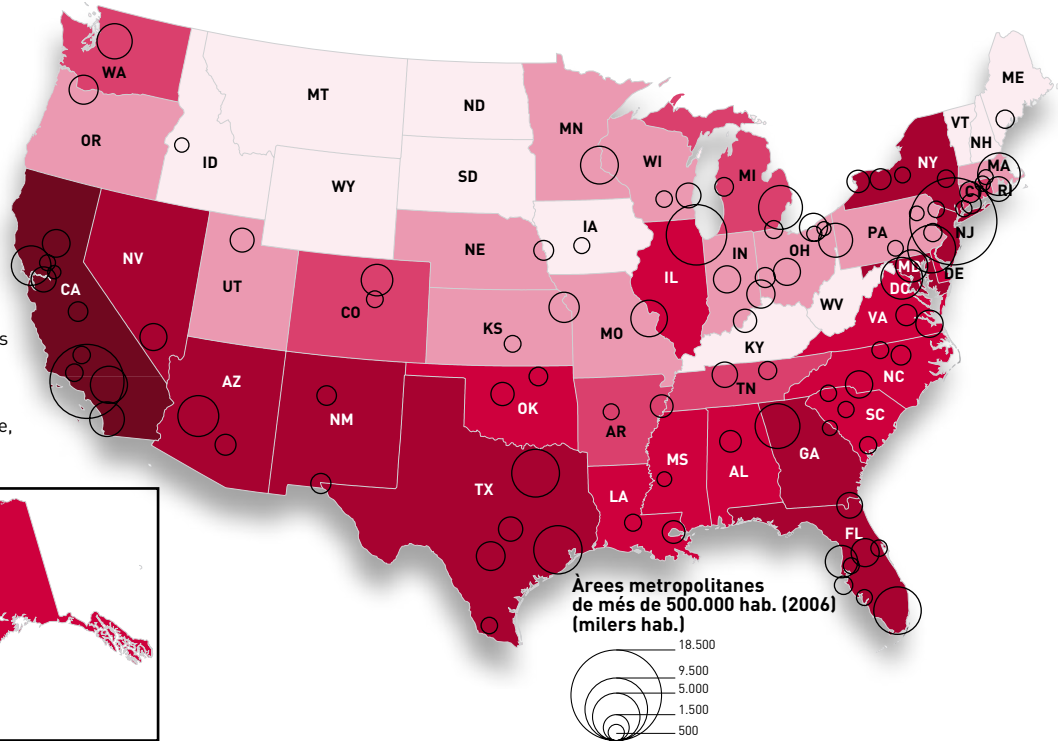 WA
MT
ND
ME
OR
MN
VT
NH
ID
WI
MI
NY
MA
WY
SD
CT
RI
IA
PA
NJ
NE
OH
NV
IL
IN
MD
DE
UT
DC
CA
CO
WV
VA
KS
MO
KY
s
AZ
TN
NC
NM
OK
AR
SC
e,
MS
AL
GA
TX
LA
FL
Àrees metropolitanes
de més de 500.000 hab. (2006)
(milers hab.)
18.500
9.500
5.000
1.500
500